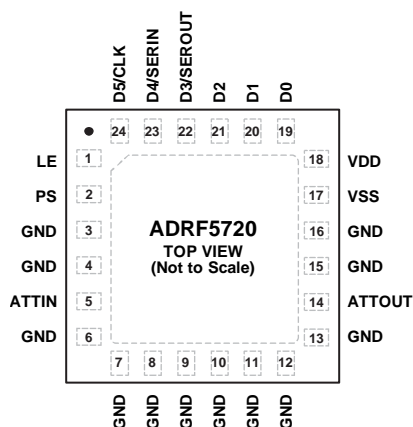 D5/CLK
D4/SERIN
D3/SEROUT
D2
D1
D0
24 23 22 21 20 19
LE 1 18 VDD
PS 2 17 VSS
GND 3 16 GND
GND 4 15 GND
ATTIN 5 14 ATTOUT
GND 6 13 GND
ADRF5720
TOP VIEW
(Not to Scale)
7 8 9 10 11 12
GND
GND
GND
GND
GND
GND